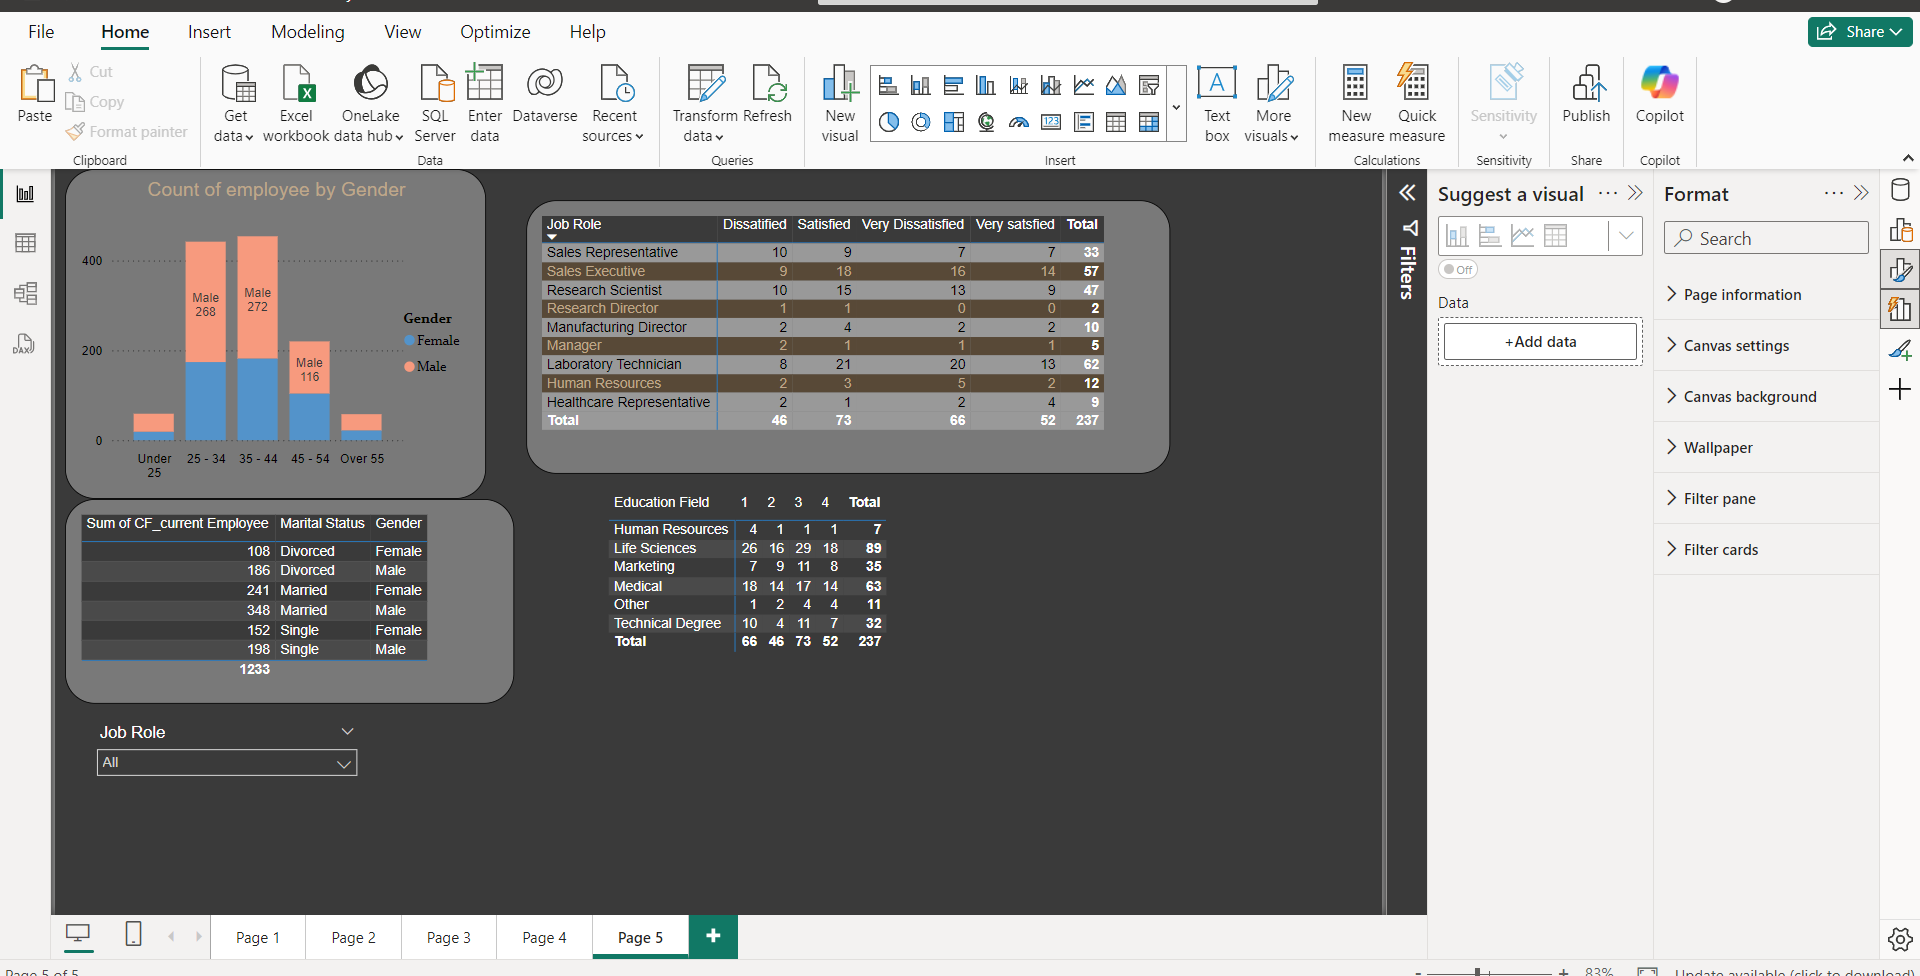 File Home Insert Modeling View Optimize Help Share
Paste Cut Copy Format painter
Get data Excel workbook OneLake data hub SQL Server Enter data Dataverse Recent sources
Transform data Refresh New visual Text box More visuals New measure Quick measure Sensitivity Publish Copilot
Clipboard Data Queries Insert Calculations Sensitivity Share Copilot
Count of employee by Gender
400
200
0
Male
268
Male
272
Male
116
Gender
Female
Male
Under 25 25 - 34 35 - 44 45 - 54 Over 55
Job Role Dissatified Satisfied Very Dissatisfied Very satsfied Total
Sales Representative 10 9 7 7 33
Sales Executive 9 18 16 14 57
Research Scientist 10 15 13 9 47
Research Director 1 1 0 0 2
Manufacturing Director 2 4 2 2 10
Manager 2 1 1 1 5
Laboratory Technician 8 21 20 13 62
Human Resources 2 3 5 2 12
Healthcare Representative 2 1 2 4 9
Total 46 73 66 52 237
Sum of CF_current Employee Marital Status Gender
108 Divorced Female
186 Divorced Male
241 Married Female
348 Married Male
152 Single Female
198 Single Male
1233
Education Field 1 2 3 4 Total
Human Resources 4 1 1 1 7
Life Sciences 26 16 29 18 89
Marketing 7 9 11 8 35
Medical 18 14 17 14 63
Other 1 2 4 4 11
Technical Degree 10 4 11 7 32
Total 66 46 73 52 237
Job Role
All
Filters
Suggest a visual
Off
Data
+Add data
Format
Search
Page information
Canvas settings
Canvas background
Wallpaper
Filter pane
Filter cards
Page 1 Page 2 Page 3 Page 4 Page 5 +
Page 5 of 5
- + 83% Update available (click to download)